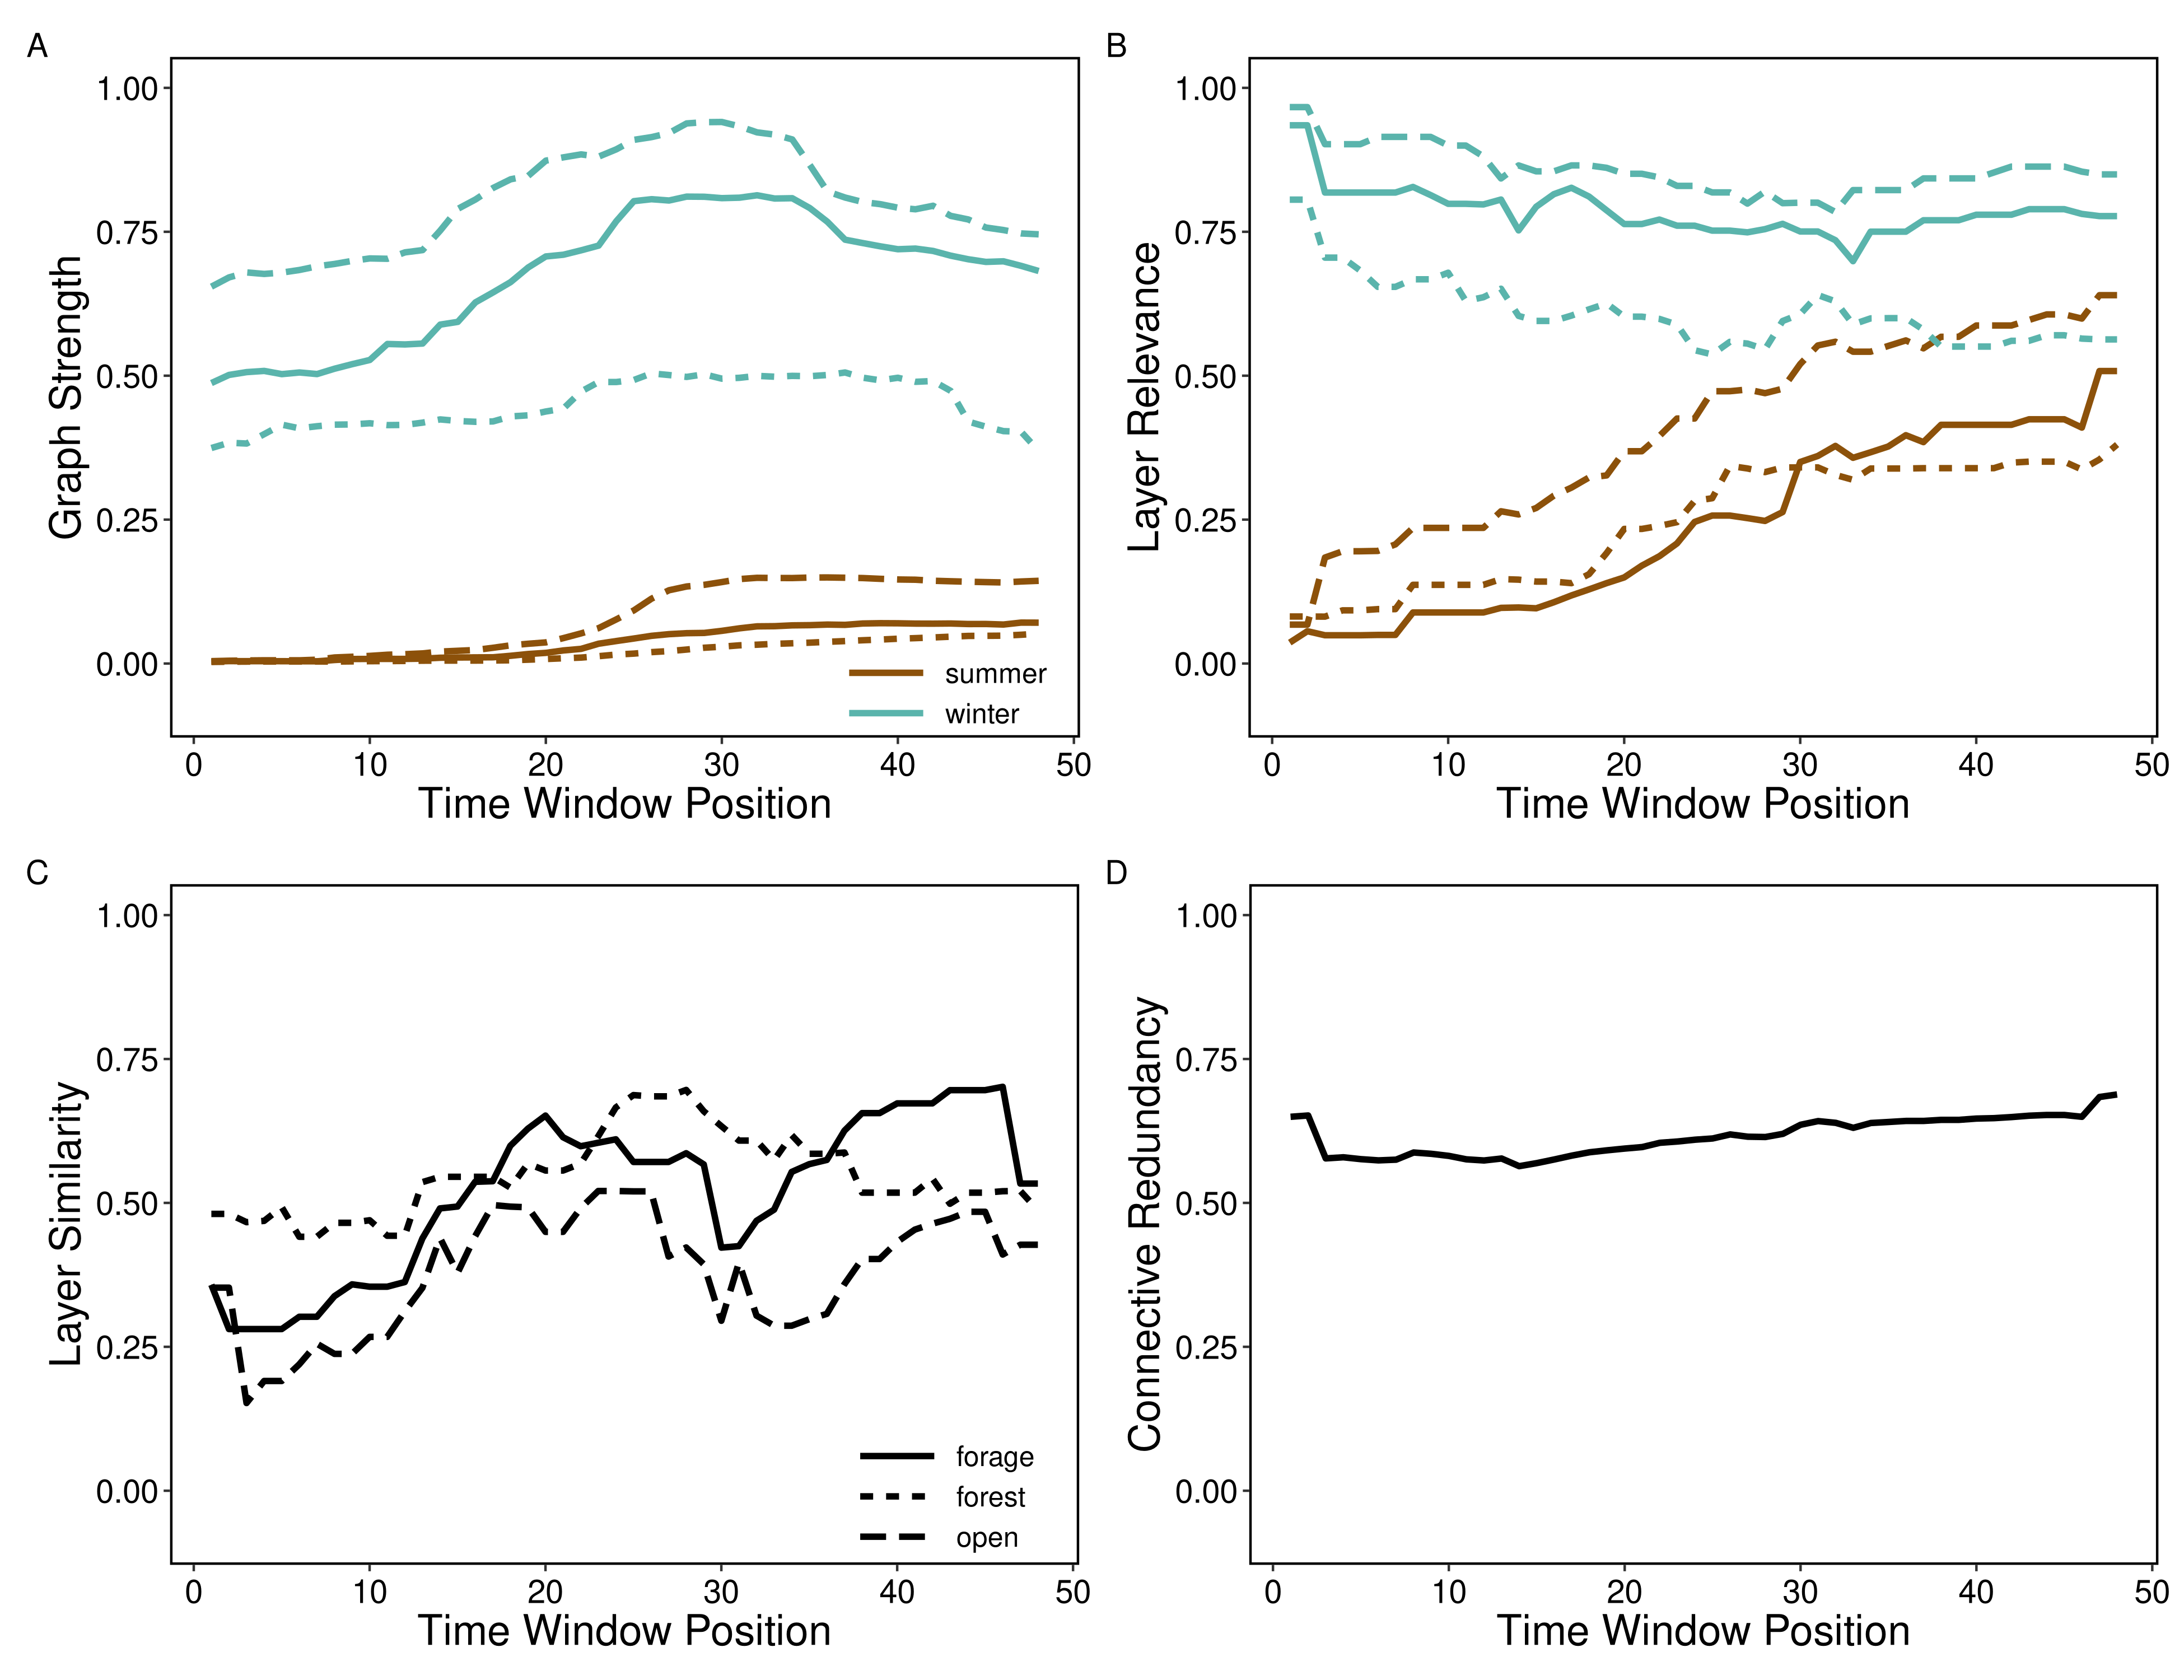 A
1.00
0.75
0.50
0.25
0.00
Graph Strength
summer
winter
0 10 20 30 40 50
Time Window Position
B
1.00
0.75
0.50
0.25
0.00
Layer Relevance
0 10 20 30 40 50
Time Window Position
C
1.00
0.75
0.50
0.25
0.00
Layer Similarity
forage
forest
open
0 10 20 30 40 50
Time Window Position
D
1.00
0.75
0.50
0.25
0.00
Connective Redundancy
0 10 20 30 40 50
Time Window Position